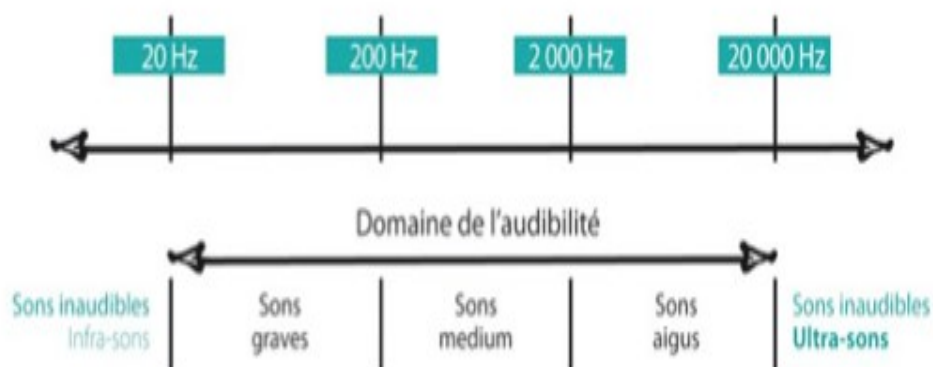 20 Hz
200 Hz
2 000 Hz
20 000 Hz
Domaine de l'audibilité
Sons inaudibles
Infra-sons
Sons
graves
Sons
medium
Sons
aigus
Sons inaudibles
Ultra-sons